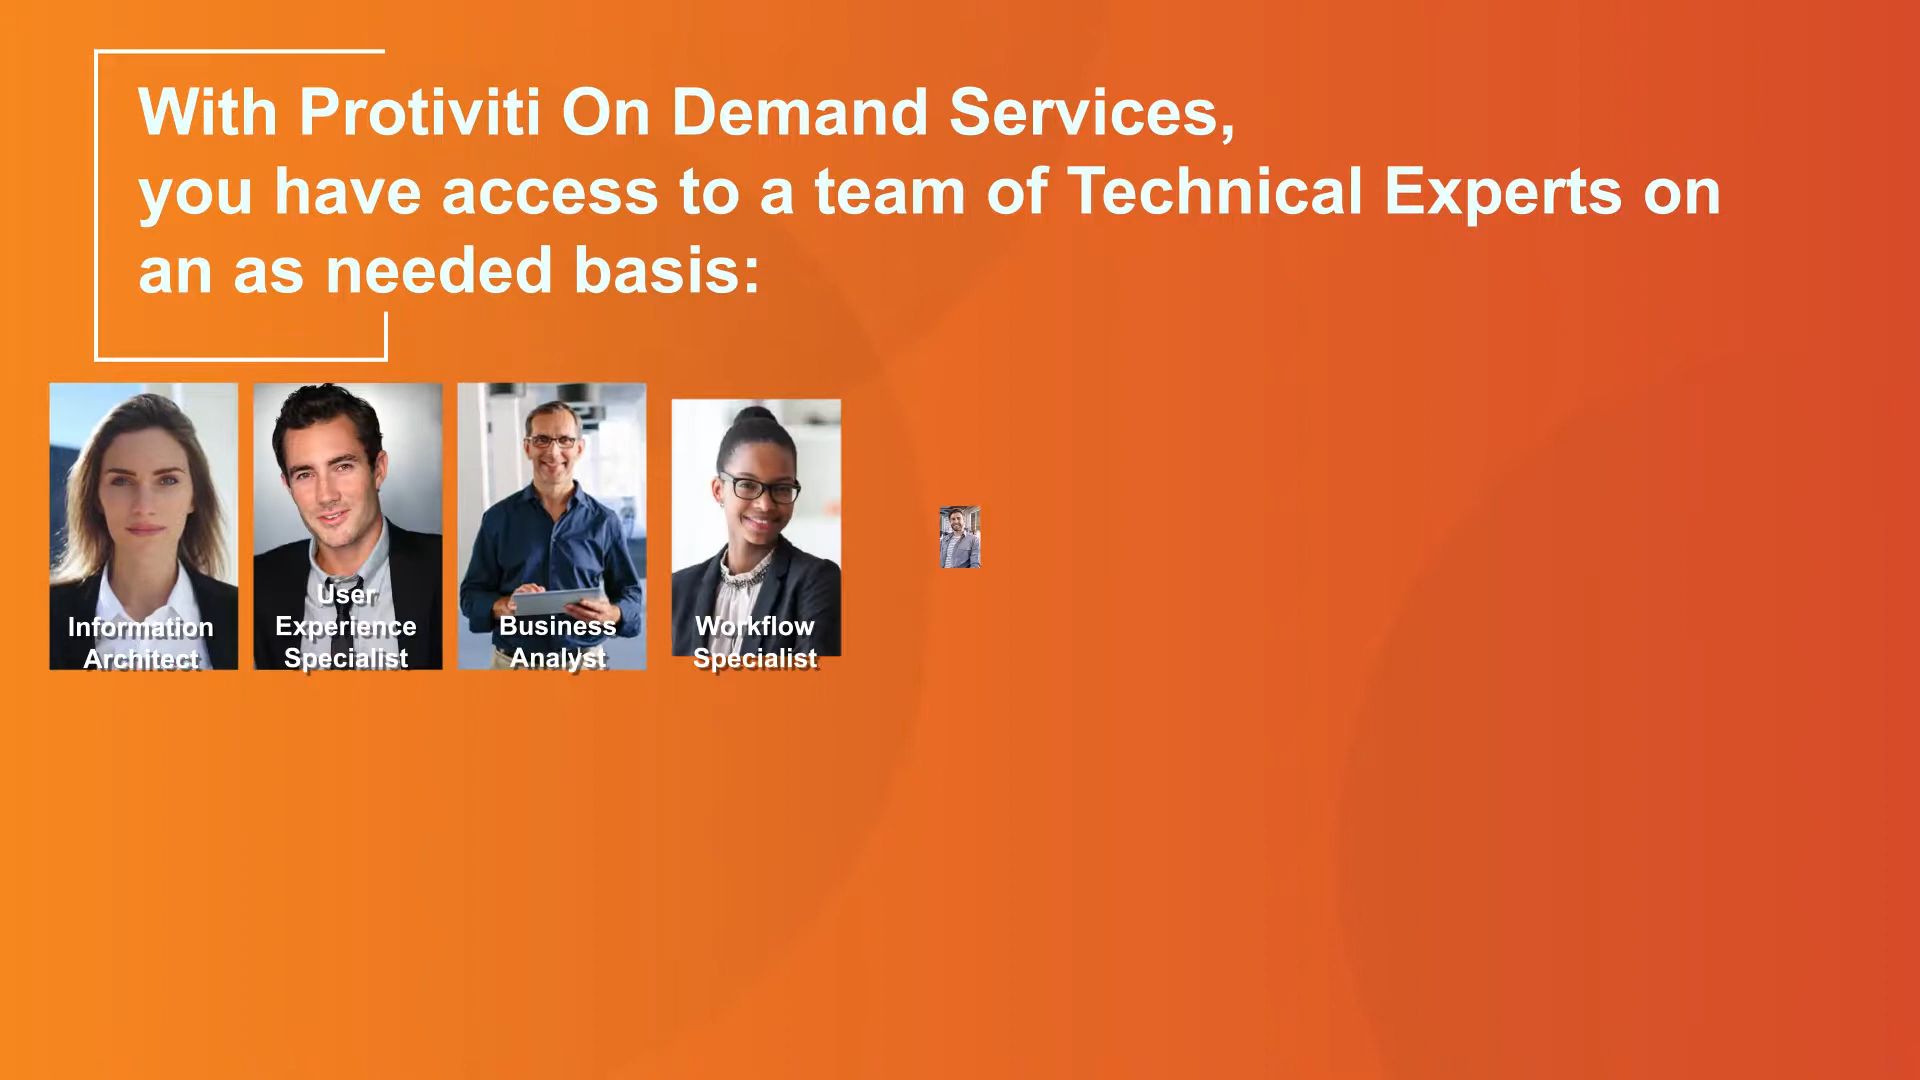 With Protiviti On Demand Services,
you have access to a team of Technical Experts on
an as needed basis:
Information
Architect
User
Experience
Specialist
Business
Analyst
Workflow
Specialist